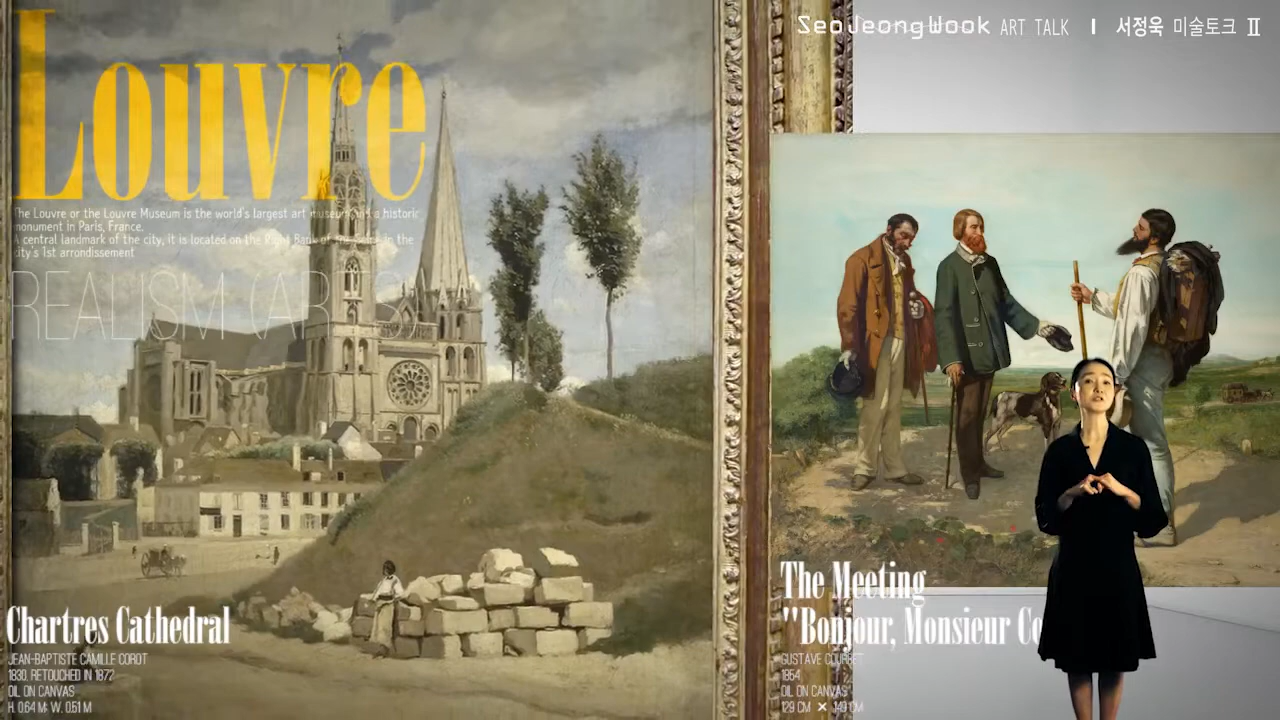 SeoJeongWook ART TALK I 서정욱 미술토크 Ⅱ
Louvre
The Louvre or the Louvre Museum is the world's largest art museum and a historic
monument in Paris, France.
A central landmark of the city, it is located on the Right Bank of the Seine in the
city's 1st arrondissement
REALISM (ARTS)
Chartres Cathedral
JEAN-BAPTISTE CAMILLE COROT
1830, RETOUCHED IN 1872
OIL ON CANVAS
H. 0.64 M; W. 0.51 M
The Meeting
"Bonjour, Monsieur Co
GUSTAVE COURBET
1854
OIL ON CANVAS
129 CM × 149 CM